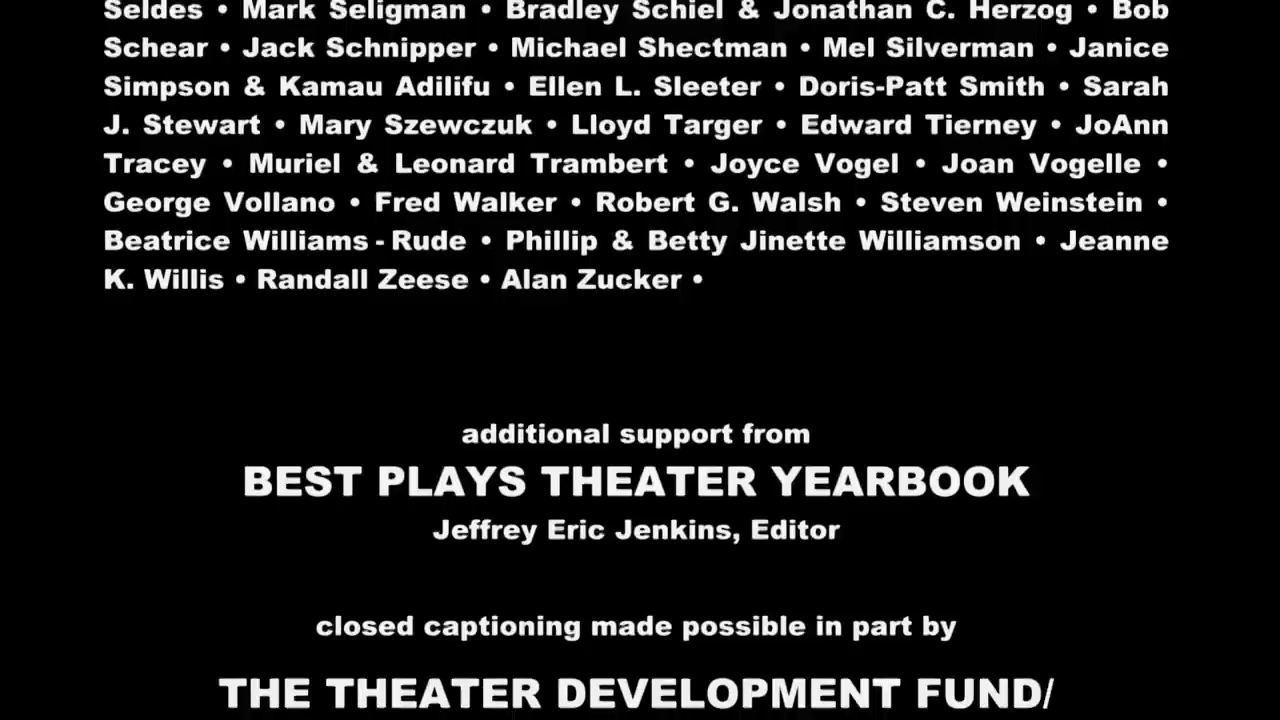 Seldes • Mark Seligman • Bradley Schiel & Jonathan C. Herzog • Bob
Schear • Jack Schnipper • Michael Shectman • Mel Silverman • Janice
Simpson & Kamau Adilifu • Ellen L. Sleeter • Doris-Patt Smith • Sarah
J. Stewart • Mary Szewczuk • Lloyd Targer • Edward Tierney • JoAnn
Tracey • Muriel & Leonard Trambert • Joyce Vogel • Joan Vogelle •
George Vollano • Fred Walker • Robert G. Walsh • Steven Weinstein •
Beatrice Williams - Rude • Phillip & Betty Jinette Williamson • Jeanne
K. Willis • Randall Zeese • Alan Zucker •
additional support from
BEST PLAYS THEATER YEARBOOK
Jeffrey Eric Jenkins, Editor
closed captioning made possible in part by
THE THEATER DEVELOPMENT FUND/